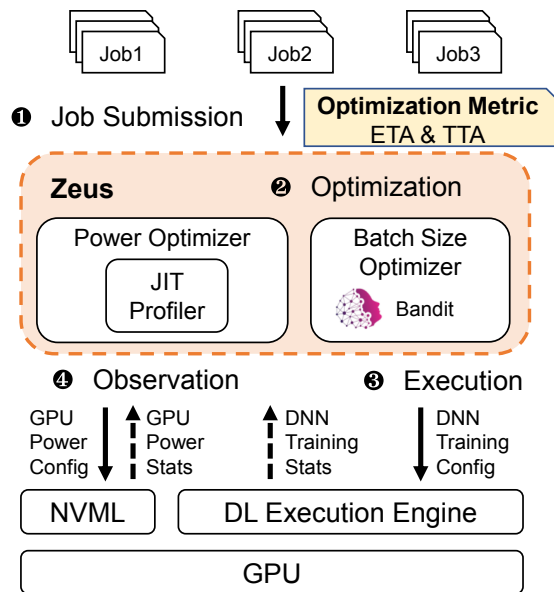 Job1
Job2
Job3
❶ Job Submission
Optimization Metric
ETA & TTA
Zeus
❷ Optimization
Power Optimizer
JIT
Profiler
Batch Size
Optimizer
Bandit
❹ Observation
❸ Execution
GPU
Power
Config
GPU
Power
Stats
DNN
Training
Stats
DNN
Training
Config
NVML
DL Execution Engine
GPU